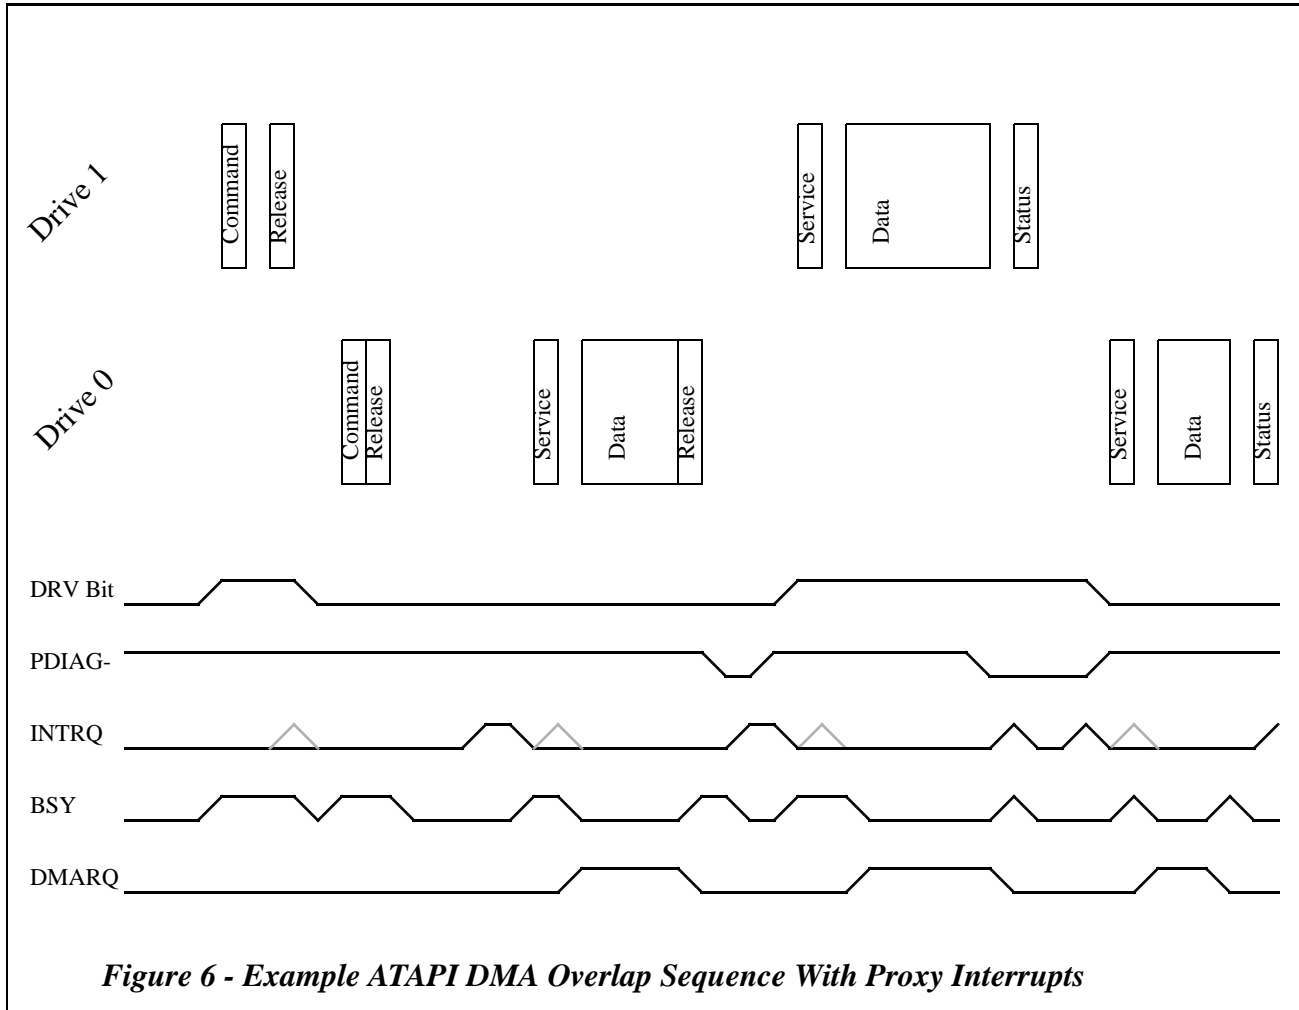 Drive 1
Command
Release
Service
Data
Status
Drive 0
Command
Release
Service
Data
Release
Service
Data
Status
DRV Bit
PDIAG-
INTRQ
BSY
DMARQ
Figure 6 - Example ATAPI DMA Overlap Sequence With Proxy Interrupts